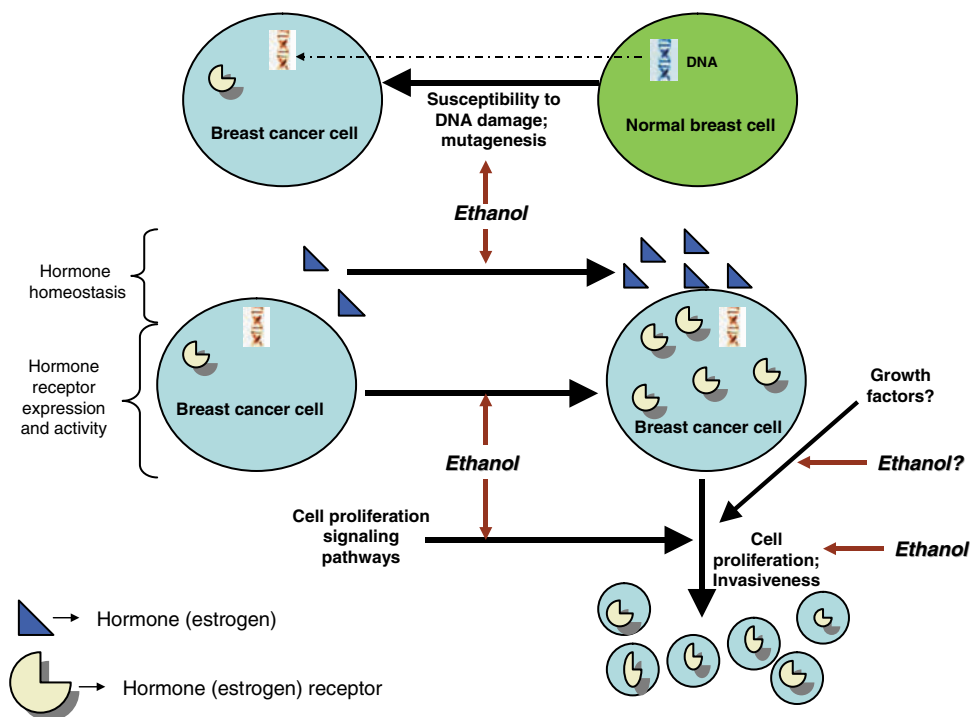 DNA
Breast cancer cell
Susceptibility to
DNA damage;
mutagenesis
Normal breast cell
Ethanol
Hormone
homeostasis
Hormone
receptor
expression
and activity
Breast cancer cell
Breast cancer cell
Growth
factors?
Ethanol
Ethanol?
Cell proliferation
signaling
pathways
Cell
proliferation;
Invasiveness
Ethanol
Hormone (estrogen)
Hormone (estrogen) receptor